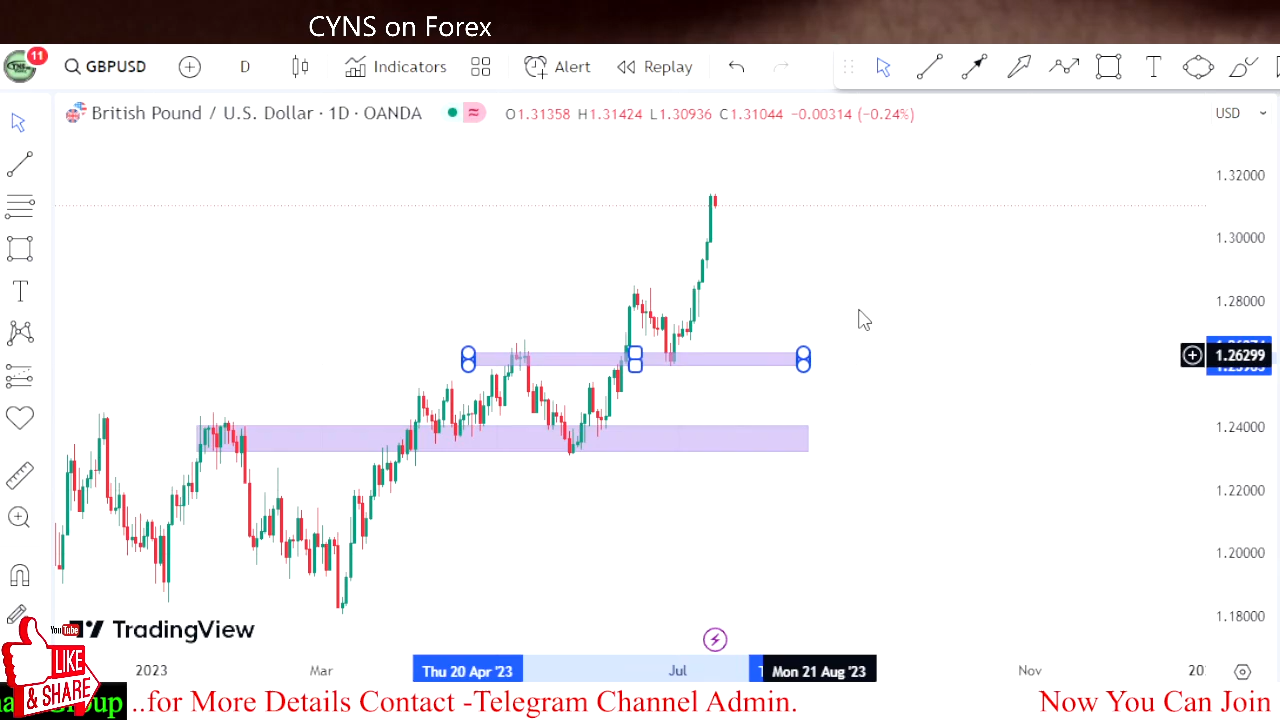 CYNS on Forex
11
GBPUSD
D
Indicators
Alert
Replay
British Pound / U.S. Dollar · 1D · OANDA
O1.31358 H1.31424 L1.30936 C1.31044 −0.00314 (−0.24%)
USD
1.32000
1.30000
1.28000
1.26299
1.24000
1.22000
1.20000
1.18000
TradingView
YouTube
LIKE
& SHARE
2023
Mar
Thu 20 Apr '23
Jul
Mon 21 Aug '23
Nov
..for More Details Contact -Telegram Channel Admin.
Now You Can Join